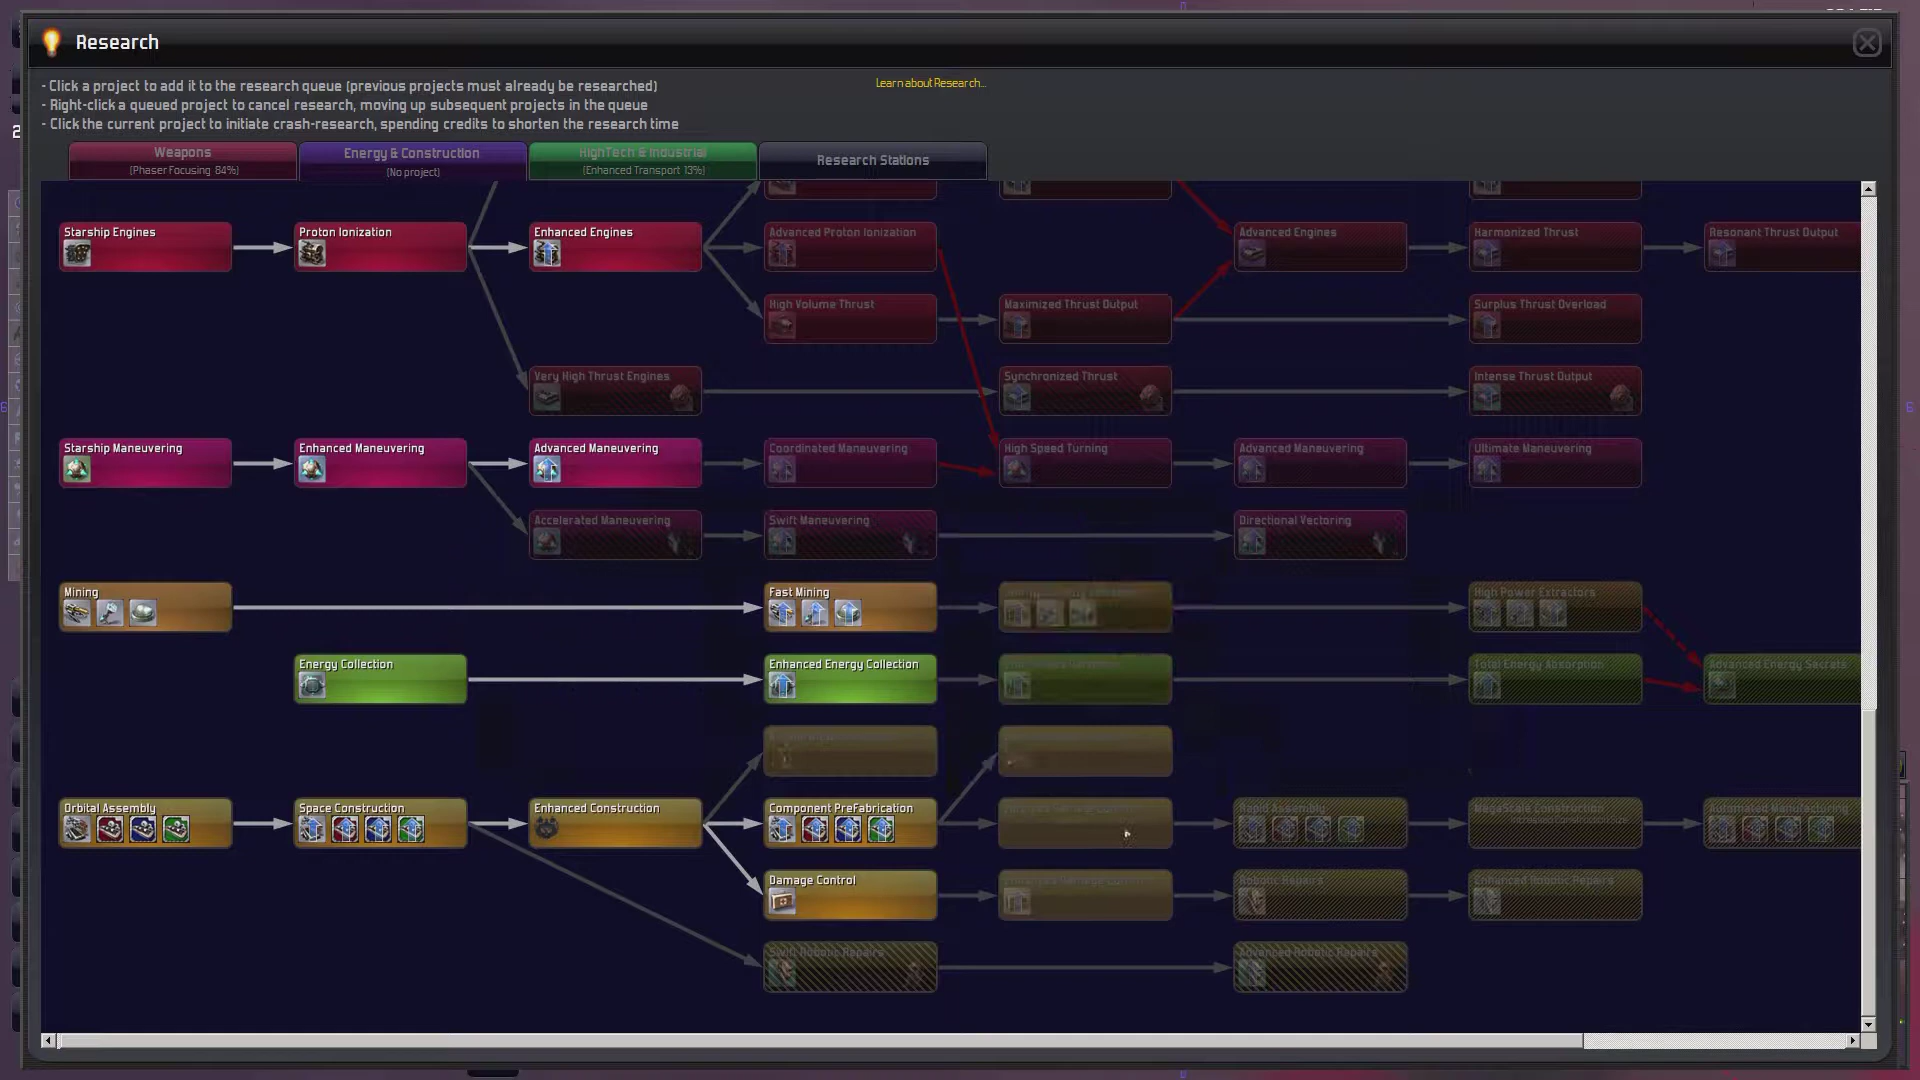 Research
- Click a project to add it to the research queue (previous projects must already be researched)
Learn about Research...
- Right-click a queued project to cancel research, moving up subsequent projects in the queue
- Click the current project to initiate crash-research, spending credits to shorten the research time
Weapons
(Phaser Focusing 84%)
Energy & Construction
(No project)
HighTech & Industrial
(Enhanced Transport 13%)
Research Stations
Starship Engines
Proton Ionization
Enhanced Engines
Advanced Proton Ionization
Advanced Engines
Harmonized Thrust
Resonant Thrust Output
High Volume Thrust
Maximized Thrust Output
Surplus Thrust Overload
Very High Thrust Engines
Synchronized Thrust
Intense Thrust Output
Starship Maneuvering
Enhanced Maneuvering
Advanced Maneuvering
Coordinated Maneuvering
High Speed Turning
Advanced Maneuvering
Ultimate Maneuvering
Accelerated Maneuvering
Swift Maneuvering
Directional Vectoring
Mining
Fast Mining
High Power Extractors
Energy Collection
Enhanced Energy Collection
Total Energy Absorption
Advanced Energy Secrets
Orbital Assembly
Space Construction
Enhanced Construction
Component PreFabrication
Rapid Assembly
MegaScale Construction
Automated Manufacturing
Damage Control
Enhanced Damage Control
Robotic Repairs
Enhanced Robotic Repairs
Swift Robotic Repairs
Advanced Robotic Repairs